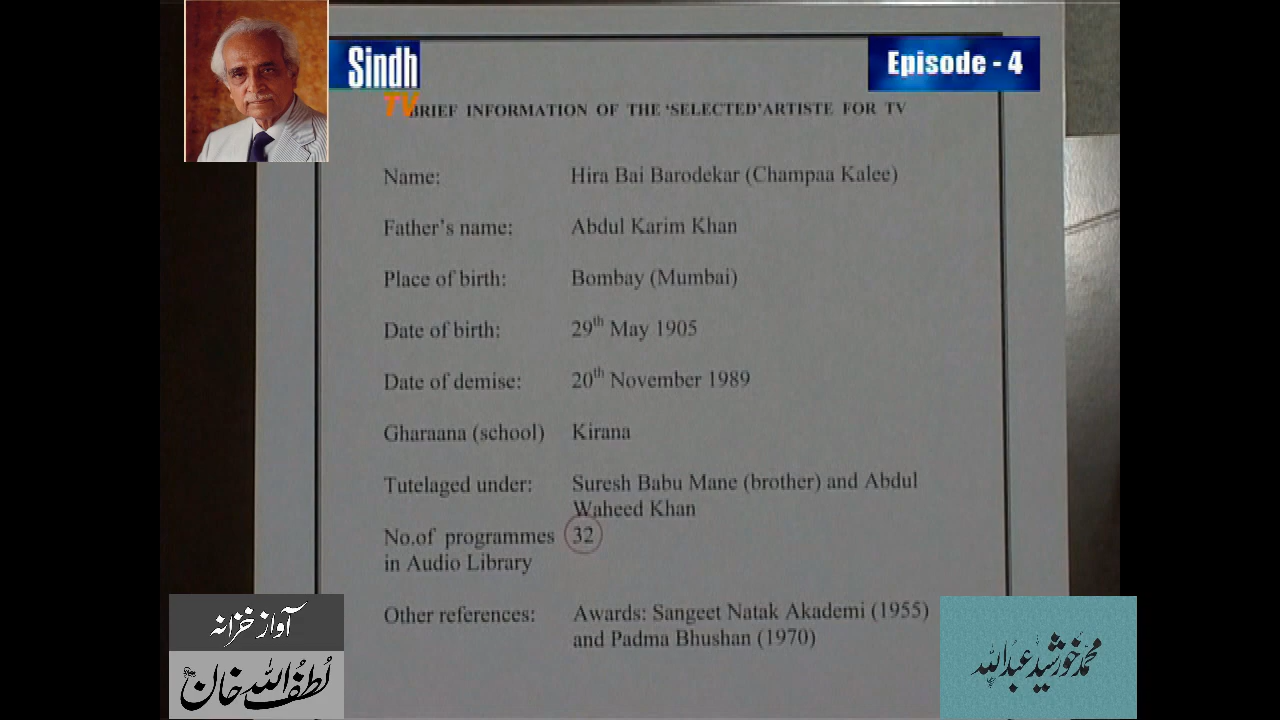 Sindh
TV
Episode - 4
BRIEF INFORMATION OF THE ‘SELECTED’ARTISTE FOR TV
Name: Hira Bai Barodekar (Champaa Kalee)
Father’s name: Abdul Karim Khan
Place of birth: Bombay (Mumbai)
Date of birth: 29th May 1905
Date of demise: 20th November 1989
Gharaana (school) Kirana
Tutelaged under: Suresh Babu Mane (brother) and Abdul
Waheed Khan
No.of programmes 32
in Audio Library
Other references: Awards: Sangeet Natak Akademi (1955)
and Padma Bhushan (1970)
آواز خزانہ
لُطفُ اللہ خان
محمد خورشید عبداللہ